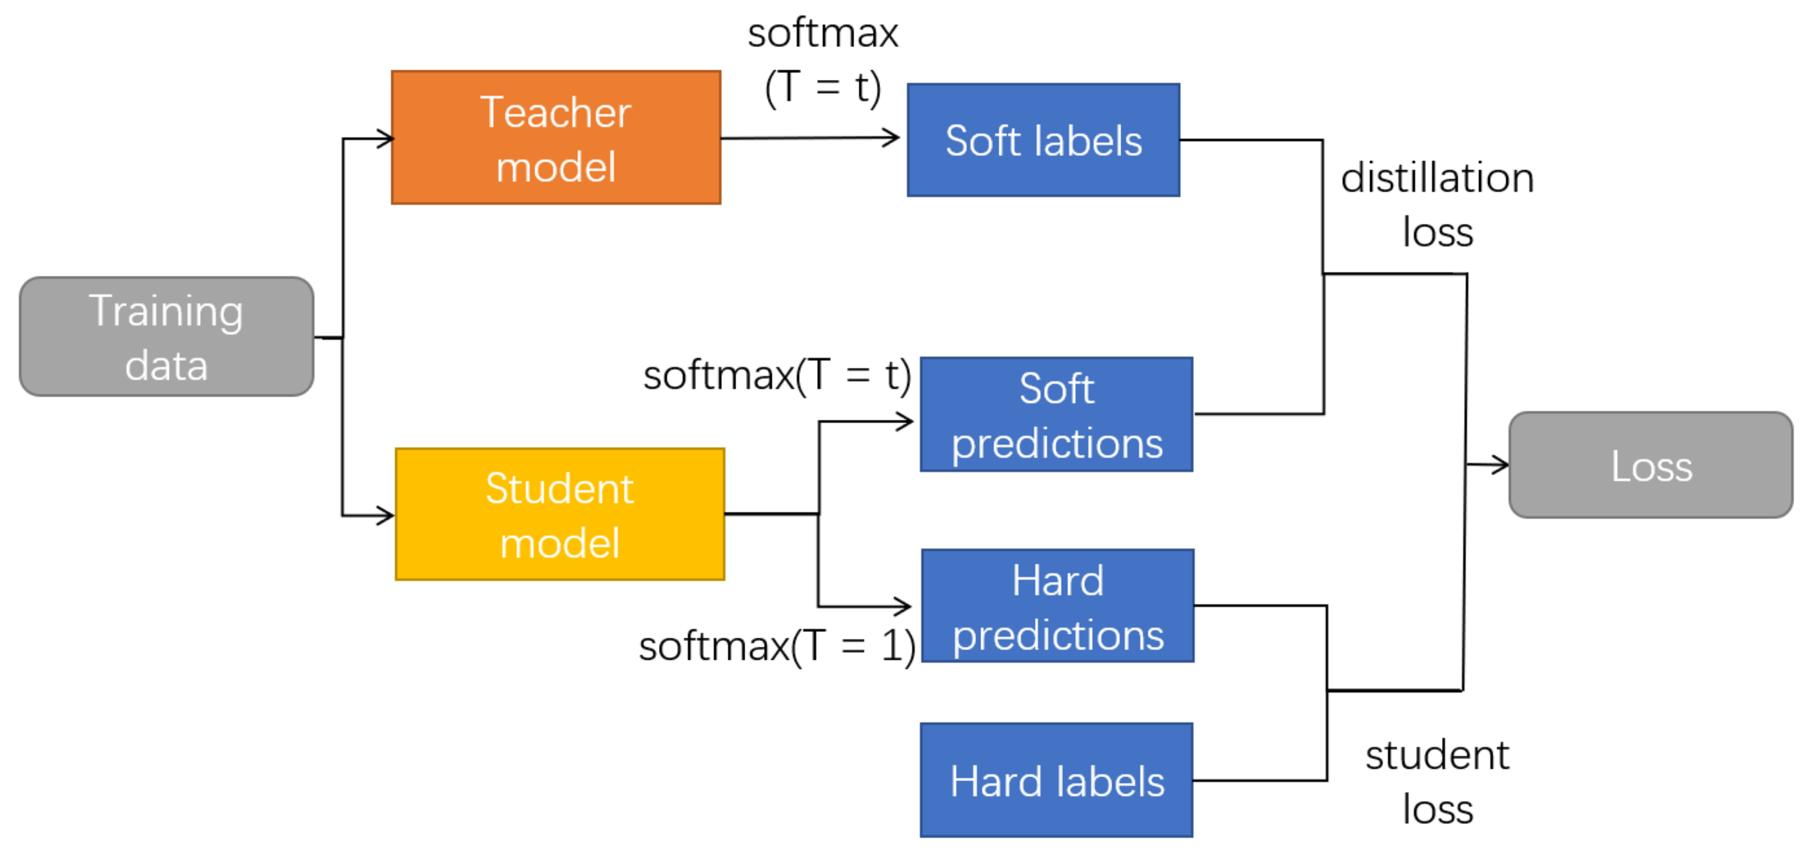 softmax
(T = t)
Teacher
model
Soft labels
distillation
loss
Training
data
softmax(T = t)
Soft
predictions
Student
model
Loss
Hard
predictions
softmax(T = 1)
Hard labels
student
loss